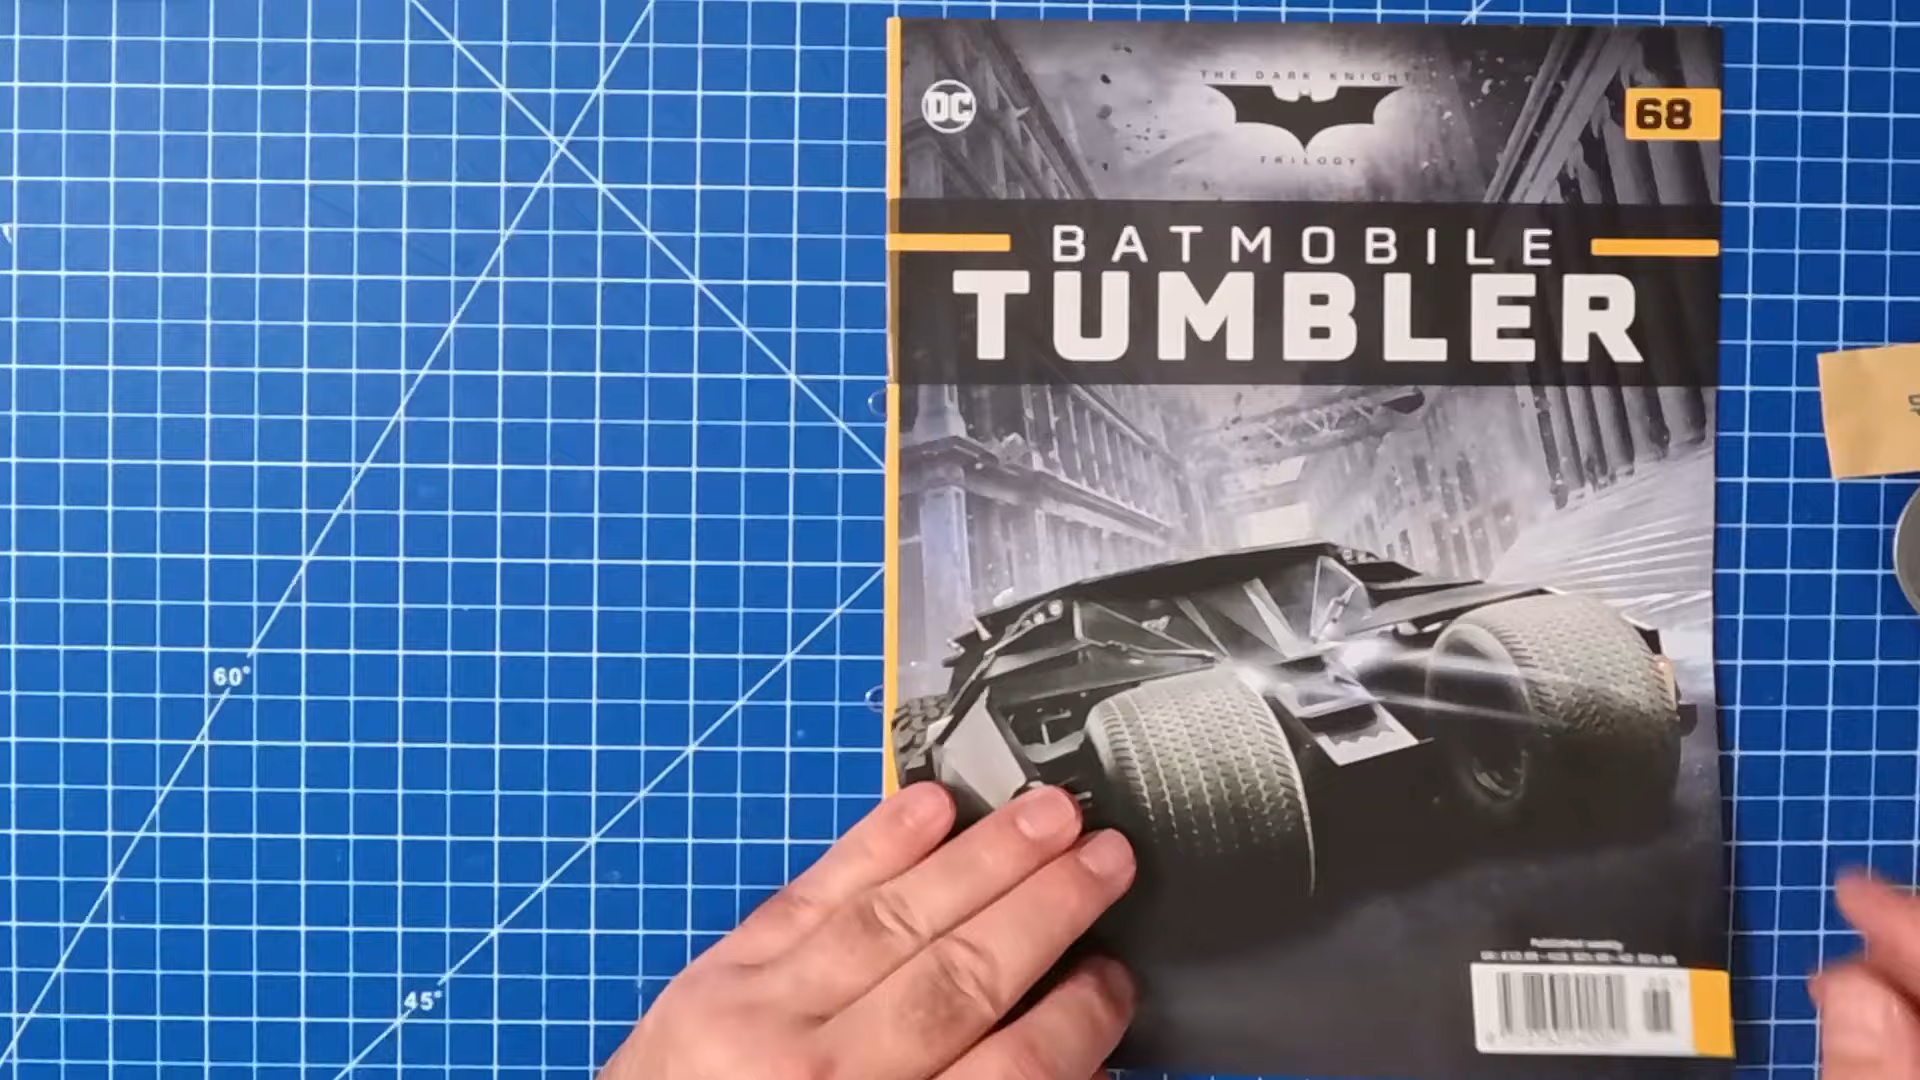 THE DARK KNIGHT
TRILOGY
DC
68
BATMOBILE
TUMBLER
60°
45°